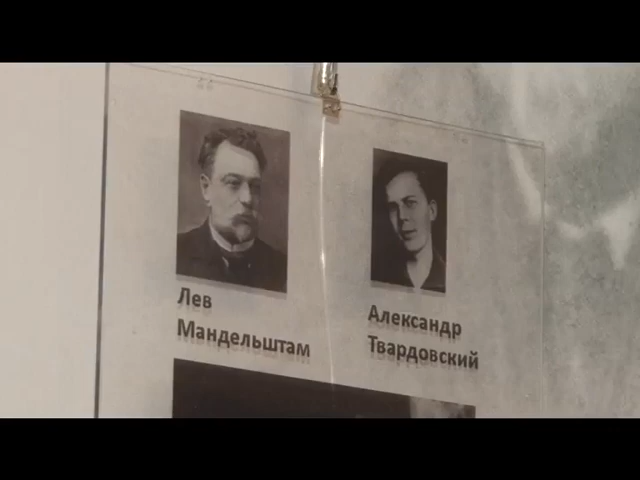 Лев
Мандельштам
Александр
Твардовский